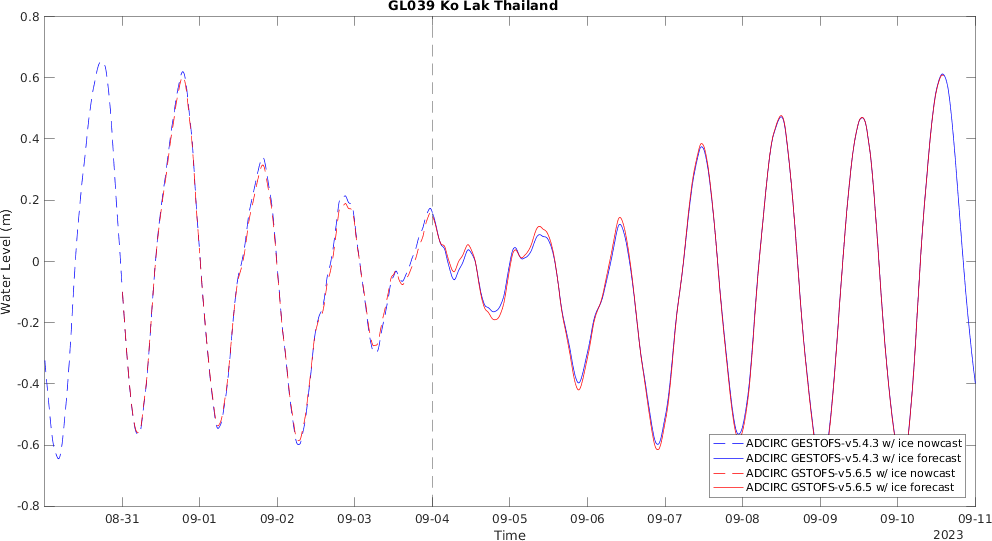 GL039 Ko Lak Thailand
0.8
0.6
0.4
0.2
0
-0.2
-0.4
-0.6
-0.8
Water Level (m)
ADCIRC GESTOFS-v5.4.3 w/ ice nowcast
ADCIRC GESTOFS-v5.4.3 w/ ice forecast
ADCIRC GSTOFS-v5.6.5 w/ ice nowcast
ADCIRC GSTOFS-v5.6.5 w/ ice forecast
08-31 09-01 09-02 09-03 09-04 09-05 09-06 09-07 09-08 09-09 09-10 09-11
Time
2023